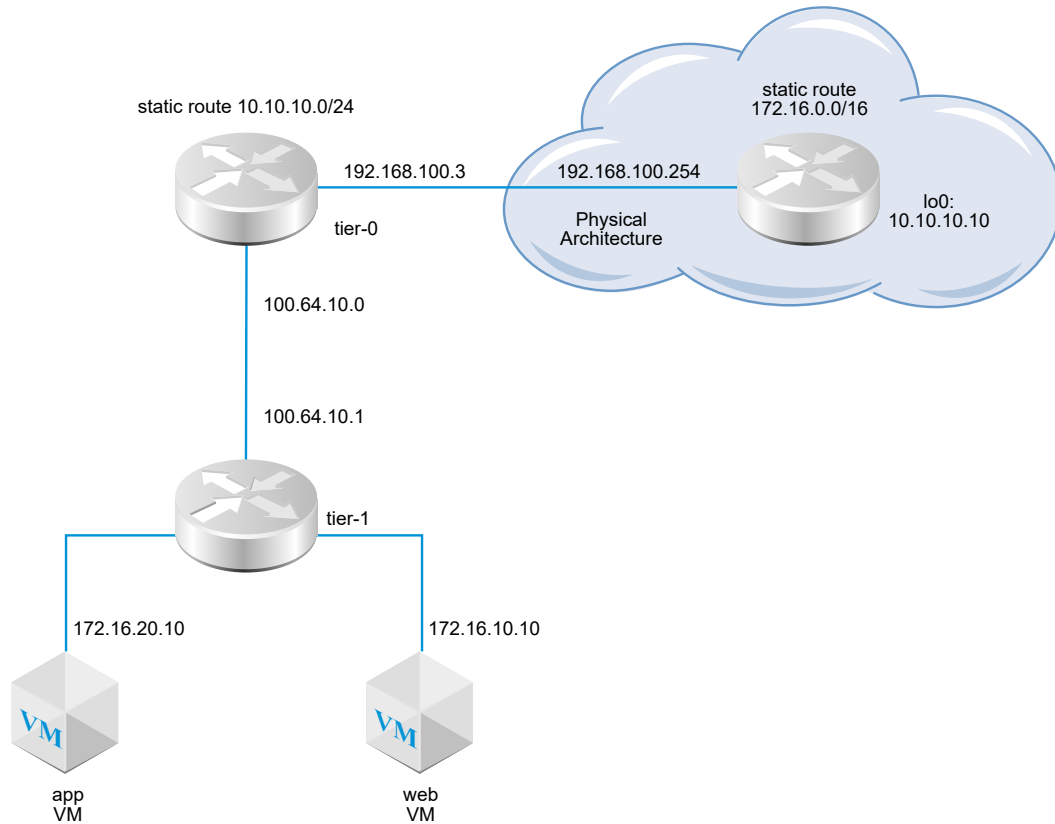 static route 10.10.10.0/24
static route
172.16.0.0/16
192.168.100.3
192.168.100.254
lo0:
10.10.10.10
tier-0
Physical
Architecture
100.64.10.0
100.64.10.1
tier-1
172.16.20.10
172.16.10.10
VM
VM
app
VM
web
VM